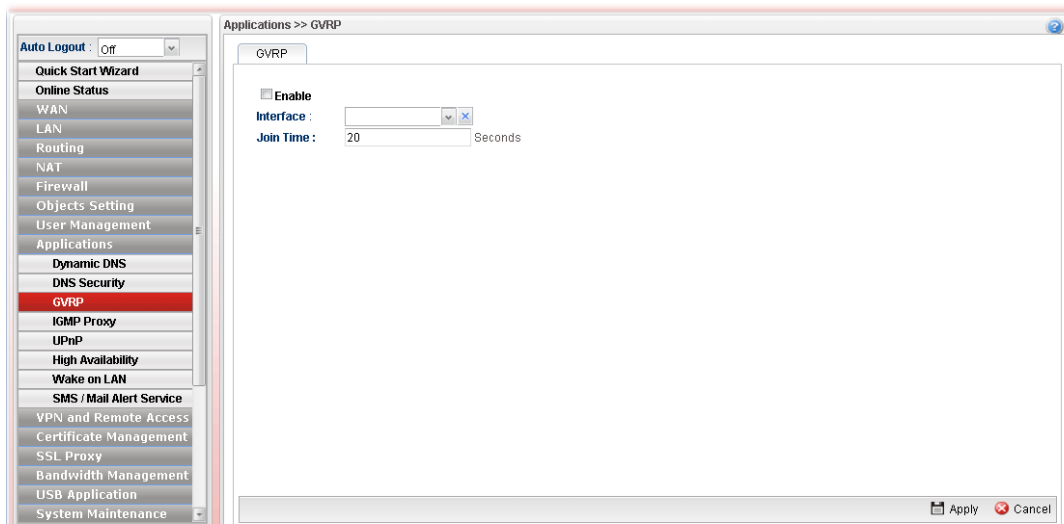 Auto Logout : Off
Quick Start Wizard
Online Status
WAN
LAN
Routing
NAT
Firewall
Objects Setting
User Management
Applications
Dynamic DNS
DNS Security
GVRP
IGMP Proxy
UPnP
High Availability
Wake on LAN
SMS / Mail Alert Service
VPN and Remote Access
Certificate Management
SSL Proxy
Bandwidth Management
USB Application
System Maintenance
Applications >> GVRP
GVRP
Enable
Interface :
Join Time : 20 Seconds
Apply Cancel